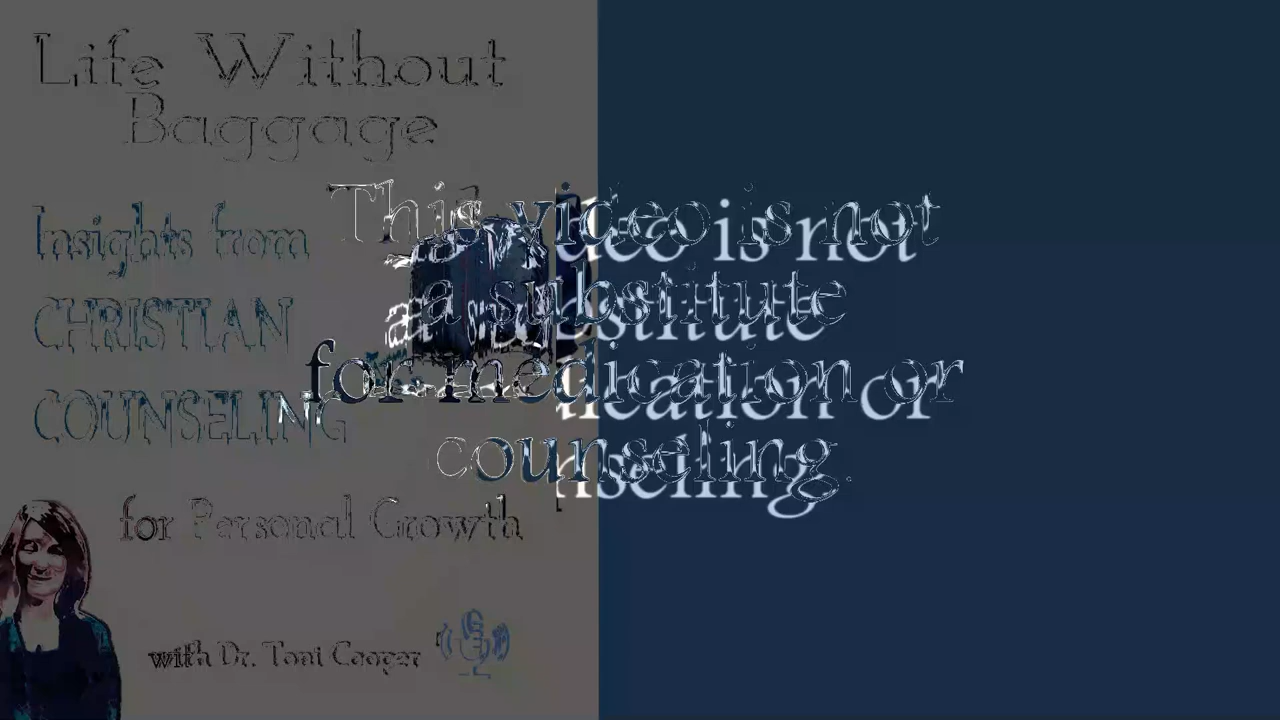 Life Without
Baggage
Insights from
CHRISTIAN
COUNSELING
for Personal Growth
with Dr. Toni Cooper
This video is not
a substitute
for medication or
counseling.